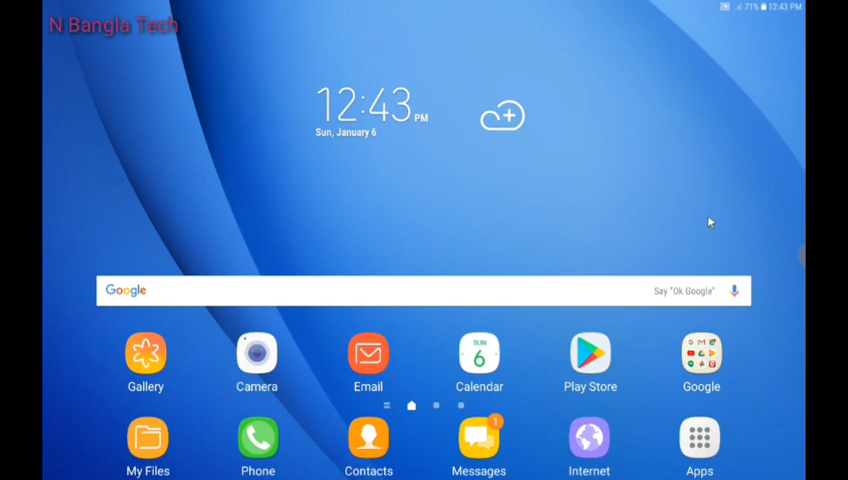 N Bangla Tech
71% 12:43 PM
12:43 PM
Sun, January 6
Google
Say "Ok Google"
SUN
6
Gallery
Camera
Email
Calendar
Play Store
Google
1
My Files
Phone
Contacts
Messages
Internet
Apps